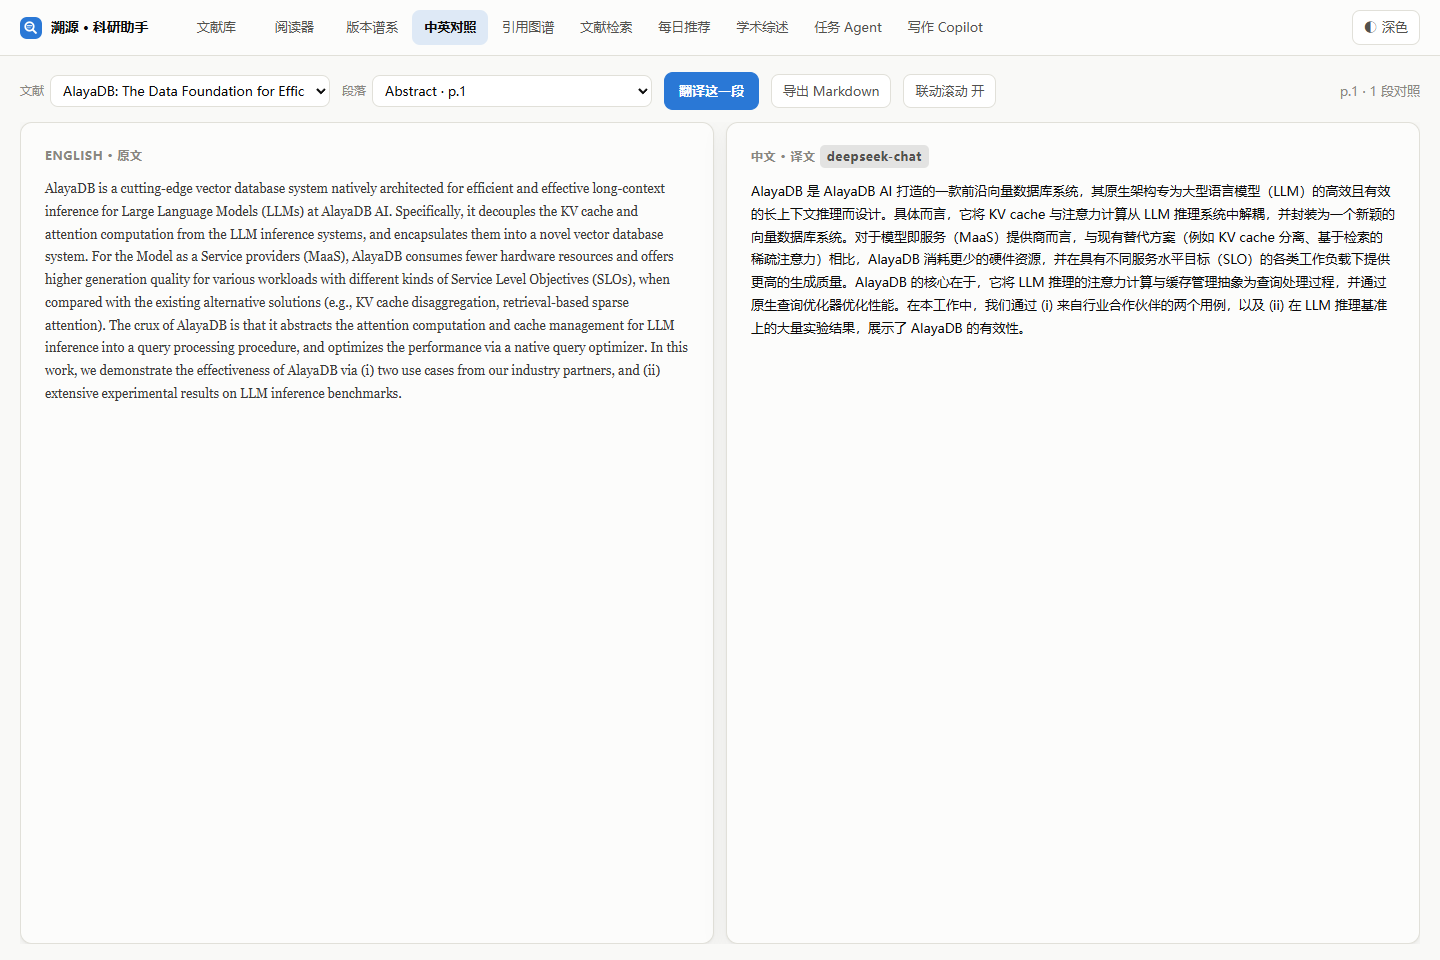 溯源 • 科研助手
文献库
阅读器
版本谱系
中英对照
引用图谱
文献检索
每日推荐
学术综述
任务 Agent
写作 Copilot
深色
文献
AlayaDB: The Data Foundation for Effic
段落
Abstract · p.1
翻译这一段
导出 Markdown
联动滚动 开
p.1 · 1 段对照
ENGLISH • 原文
AlayaDB is a cutting-edge vector database system natively architected for efficient and effective long-context
inference for Large Language Models (LLMs) at AlayaDB AI. Specifically, it decouples the KV cache and
attention computation from the LLM inference systems, and encapsulates them into a novel vector database
system. For the Model as a Service providers (MaaS), AlayaDB consumes fewer hardware resources and offers
higher generation quality for various workloads with different kinds of Service Level Objectives (SLOs), when
compared with the existing alternative solutions (e.g., KV cache disaggregation, retrieval-based sparse
attention). The crux of AlayaDB is that it abstracts the attention computation and cache management for LLM
inference into a query processing procedure, and optimizes the performance via a native query optimizer. In this
work, we demonstrate the effectiveness of AlayaDB via (i) two use cases from our industry partners, and (ii)
extensive experimental results on LLM inference benchmarks.
中文 • 译文 deepseek-chat
AlayaDB 是 AlayaDB AI 打造的一款前沿向量数据库系统，其原生架构专为大型语言模型（LLM）的高效且有效
的长上下文推理而设计。具体而言，它将 KV cache 与注意力计算从 LLM 推理系统中解耦，并封装为一个新颖的
向量数据库系统。对于模型即服务（MaaS）提供商而言，与现有替代方案（例如 KV cache 分离、基于检索的
稀疏注意力）相比，AlayaDB 消耗更少的硬件资源，并在具有不同服务水平目标（SLO）的各类工作负载下提供
更高的生成质量。AlayaDB 的核心在于，它将 LLM 推理的注意力计算与缓存管理抽象为查询处理过程，并通过
原生查询优化器优化性能。在本工作中，我们通过 (i) 来自行业合作伙伴的两个用例，以及 (ii) 在 LLM 推理基准
上的大量实验结果，展示了 AlayaDB 的有效性。